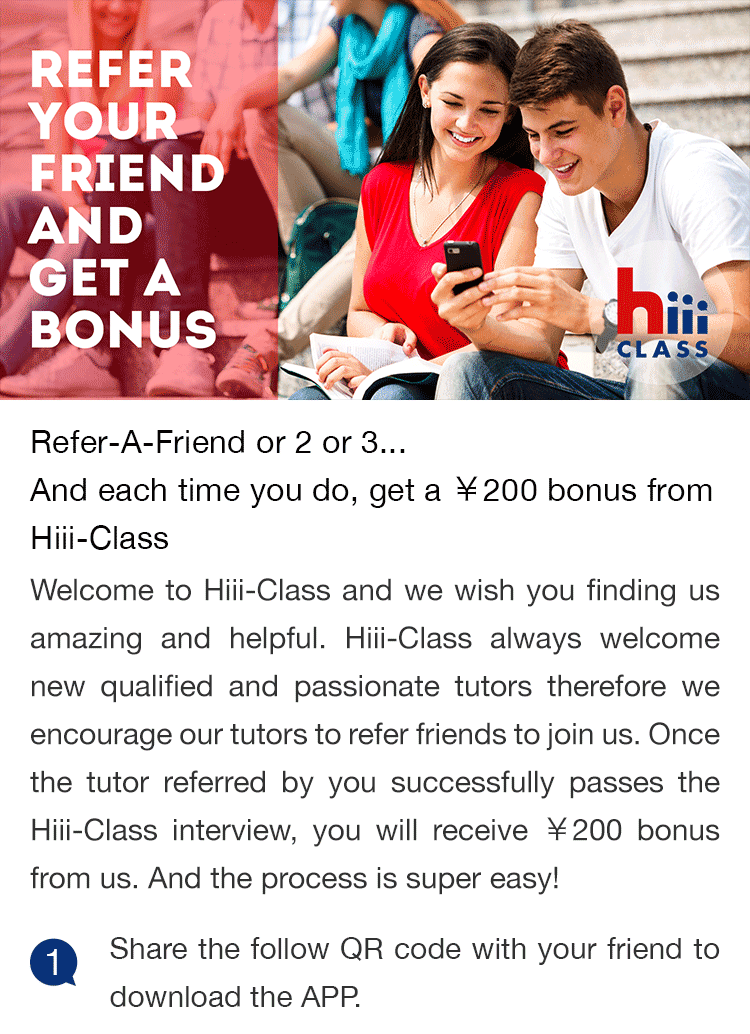 REFER
YOUR
FRIEND
AND
GET A
BONUS
hiii
CLASS
Refer-A-Friend or 2 or 3...
And each time you do, get a ￥200 bonus from
Hiii-Class
Welcome to Hiii-Class and we wish you finding us
amazing and helpful. Hiii-Class always welcome
new qualified and passionate tutors therefore we
encourage our tutors to refer friends to join us. Once
the tutor referred by you successfully passes the
Hiii-Class interview, you will receive ￥200 bonus
from us. And the process is super easy!
1 Share the follow QR code with your friend to
download the APP.